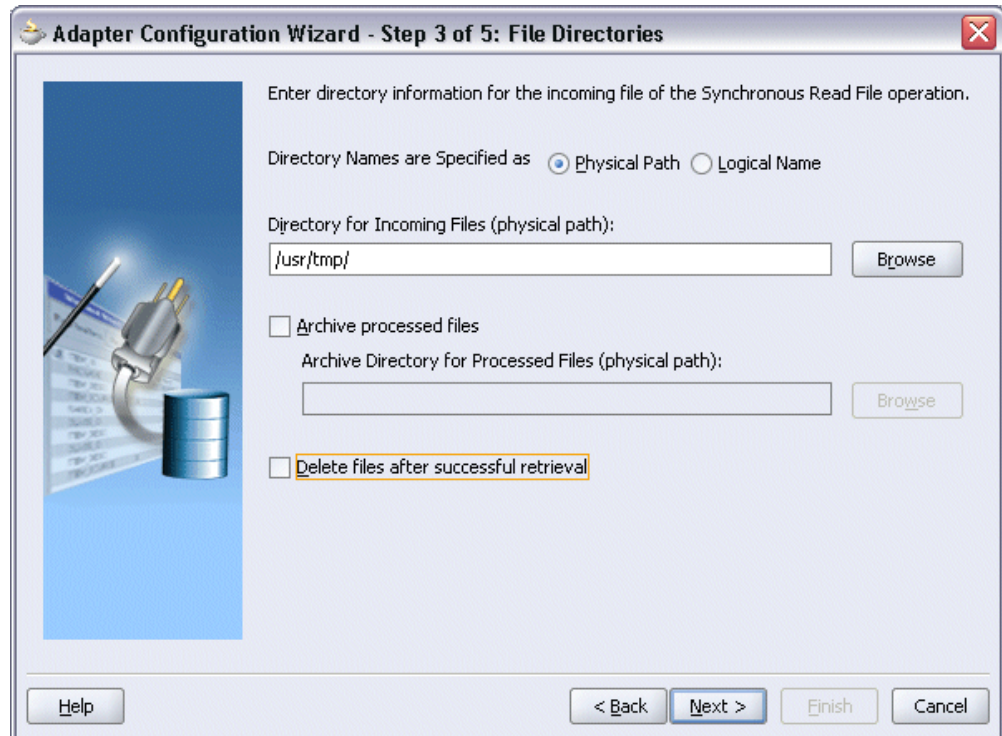 Adapter Configuration Wizard - Step 3 of 5: File Directories
Enter directory information for the incoming file of the Synchronous Read File operation.
Directory Names are Specified as Physical Path Logical Name
Directory for Incoming Files (physical path):
/usr/tmp/ Browse
Archive processed files
Archive Directory for Processed Files (physical path):
Browse
Delete files after successful retrieval
Help < Back Next > Finish Cancel